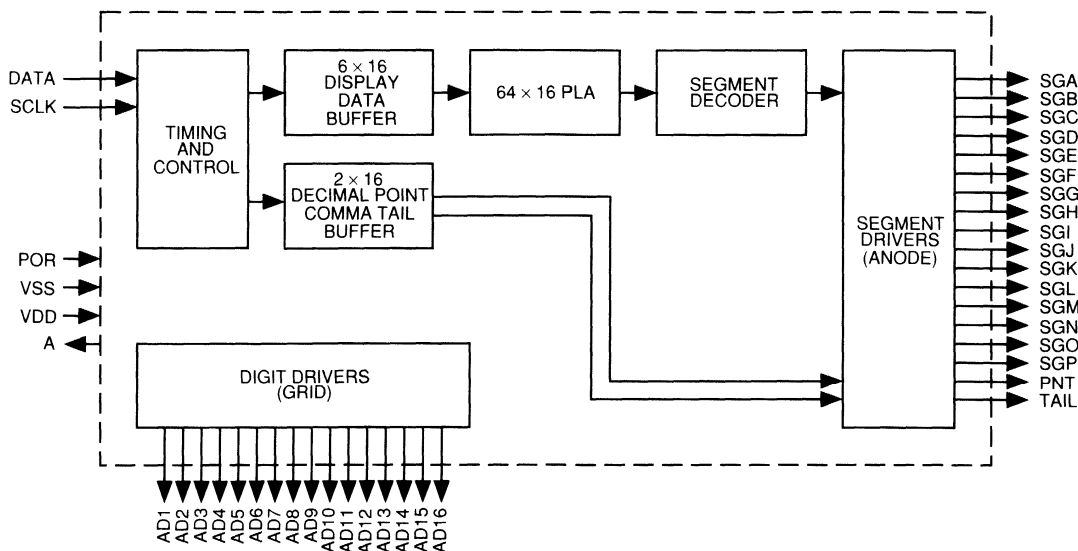 DATA
SCLK
POR
VSS
VDD
A
TIMING
AND
CONTROL
6 × 16
DISPLAY
DATA
BUFFER
64 × 16 PLA
SEGMENT
DECODER
2 × 16
DECIMAL POINT
COMMA TAIL
BUFFER
SEGMENT
DRIVERS
(ANODE)
DIGIT DRIVERS
(GRID)
SGA
SGB
SGC
SGD
SGE
SGF
SGG
SGH
SGI
SGJ
SGK
SGL
SGM
SGN
SGO
SGP
PNT
TAIL
AD1
AD2
AD3
AD4
AD5
AD6
AD7
AD8
AD9
AD10
AD11
AD12
AD13
AD14
AD15
AD16